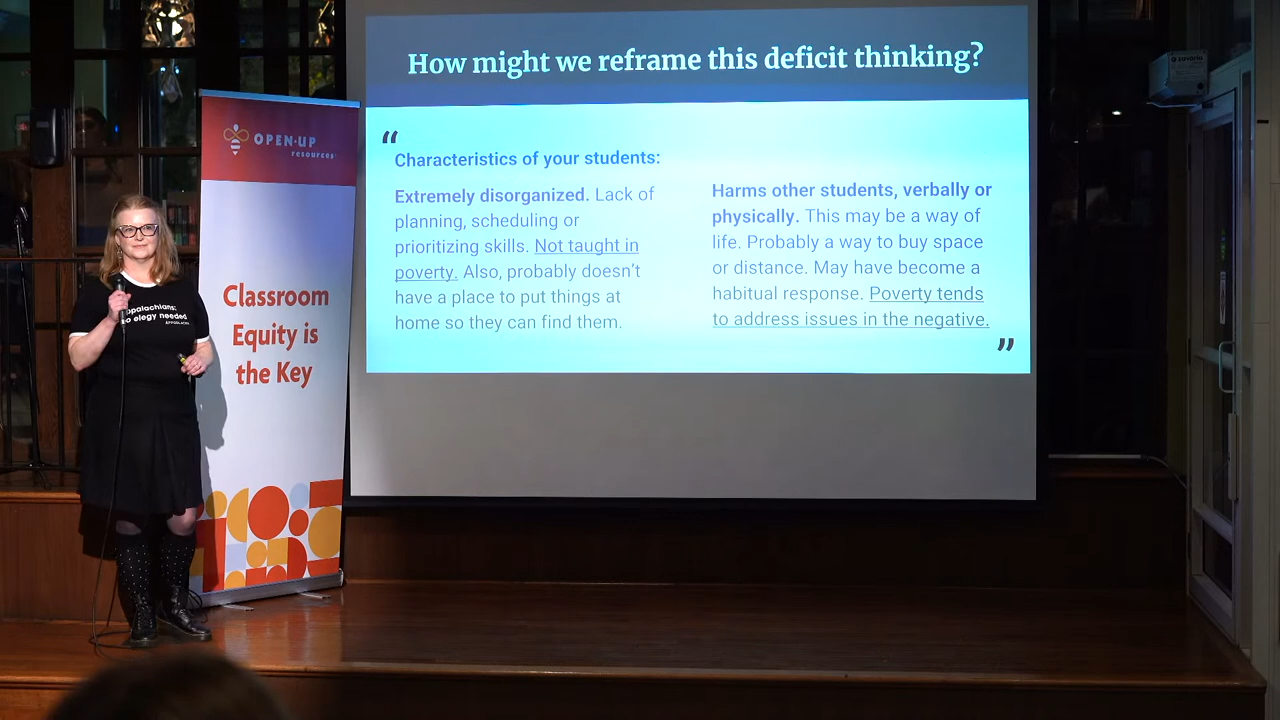 How might we reframe this deficit thinking?
“
Characteristics of your students:
Extremely disorganized. Lack of
planning, scheduling or
prioritizing skills. Not taught in
poverty. Also, probably doesn’t
have a place to put things at
home so they can find them.
Harms other students, verbally or
physically. This may be a way of
life. Probably a way to buy space
or distance. May have become a
habitual response. Poverty tends
to address issues in the negative.
”
OPEN-UP
resources
Classroom
Equity is
the Key
no elegy needed